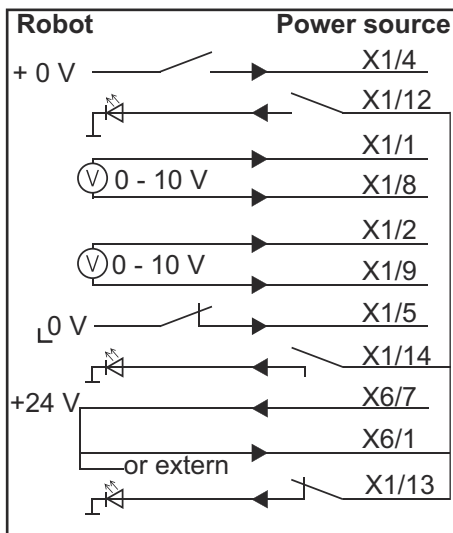 Robot Power source
+ 0 V X1/4
X1/12
V 0 - 10 V X1/1
X1/8
V 0 - 10 V X1/2
X1/9
0 V X1/5
X1/14
+24 V X6/7
X6/1
or extern
X1/13